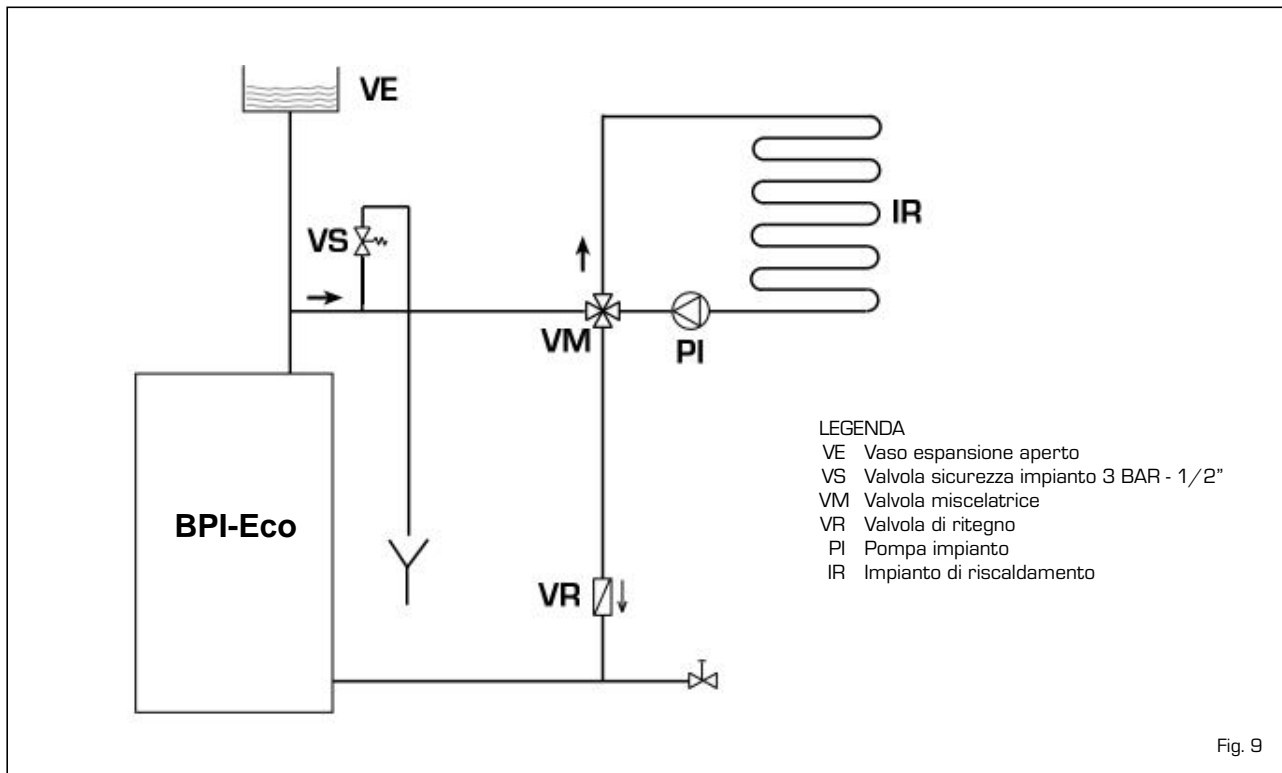 VE
VS
IR
VM
PI
BPI-Eco
VR
LEGENDA
VE Vaso espansione aperto
VS Valvola sicurezza impianto 3 BAR - 1/2”
VM Valvola miscelatrice
VR Valvola di ritegno
PI Pompa impianto
IR Impianto di riscaldamento
Fig. 9